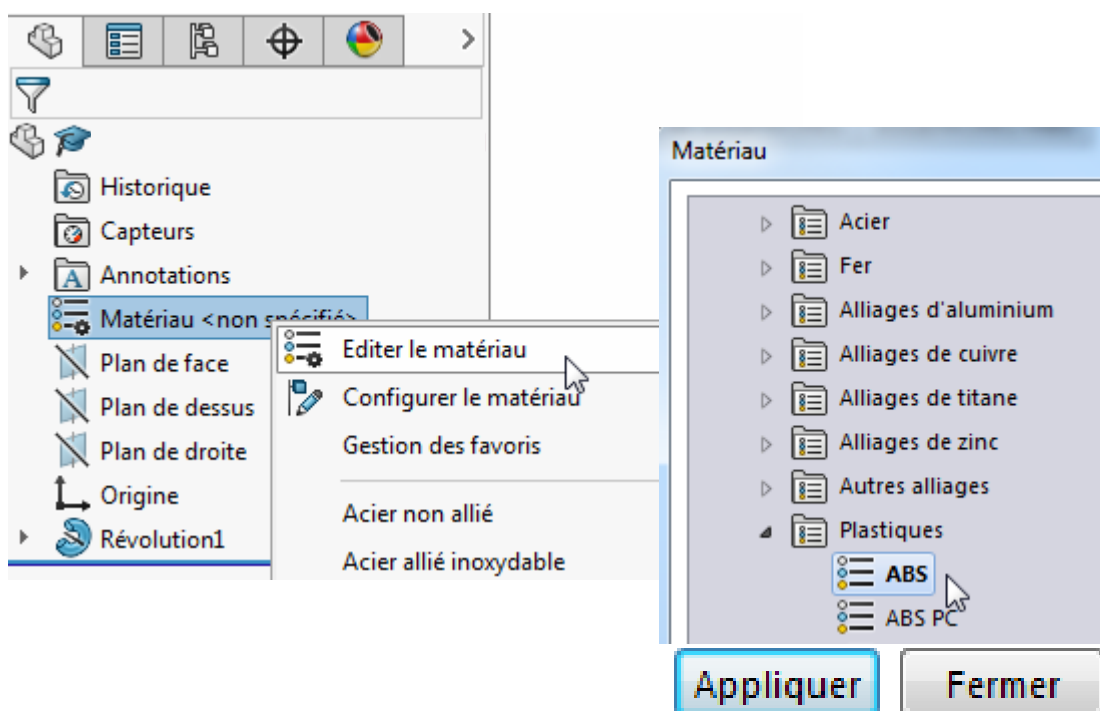 Historique
Capteurs
Annotations
Matériau <non spécifié>
Plan de face
Plan de dessus
Plan de droite
Origine
Révolution1
Editer le matériau
Configurer le matériau
Gestion des favoris
Acier non allié
Acier allié inoxydable
Matériau
Acier
Fer
Alliages d'aluminium
Alliages de cuivre
Alliages de titane
Alliages de zinc
Autres alliages
Plastiques
ABS
ABS PC
Appliquer
Fermer